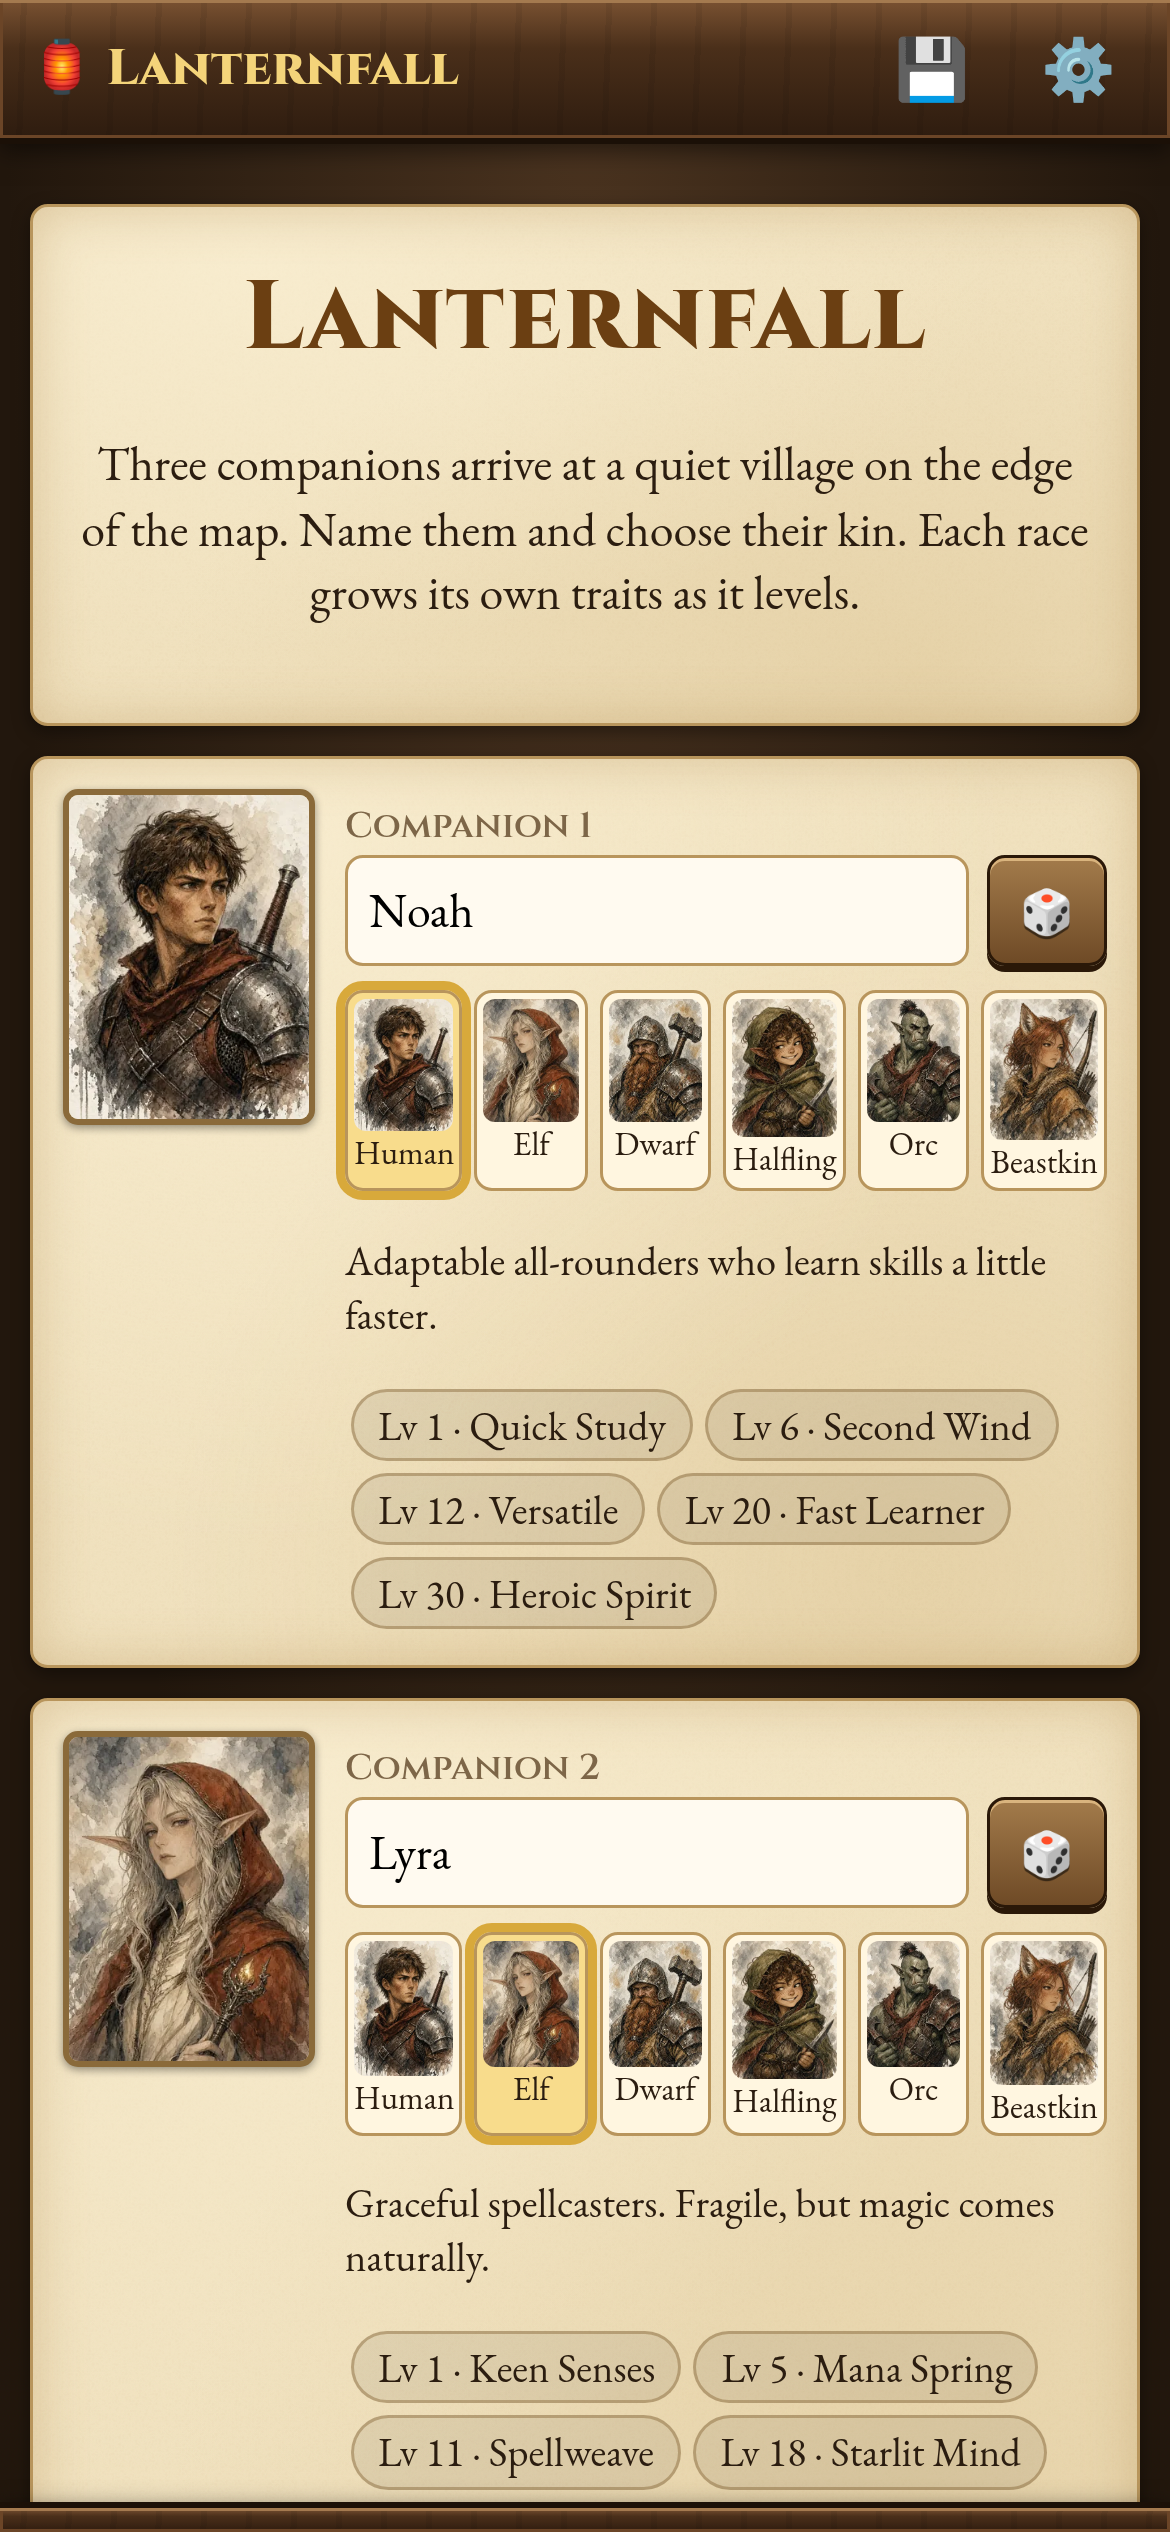 Lanternfall
Lanternfall
Three companions arrive at a quiet village on the edge
of the map. Name them and choose their kin. Each race
grows its own traits as it levels.
Companion 1
Noah
Human Elf Dwarf Halfling Orc Beastkin
Adaptable all-rounders who learn skills a little
faster.
Lv 1 · Quick Study Lv 6 · Second Wind
Lv 12 · Versatile Lv 20 · Fast Learner
Lv 30 · Heroic Spirit
Companion 2
Lyra
Human Elf Dwarf Halfling Orc Beastkin
Graceful spellcasters. Fragile, but magic comes
naturally.
Lv 1 · Keen Senses Lv 5 · Mana Spring
Lv 11 · Spellweave Lv 18 · Starlit Mind